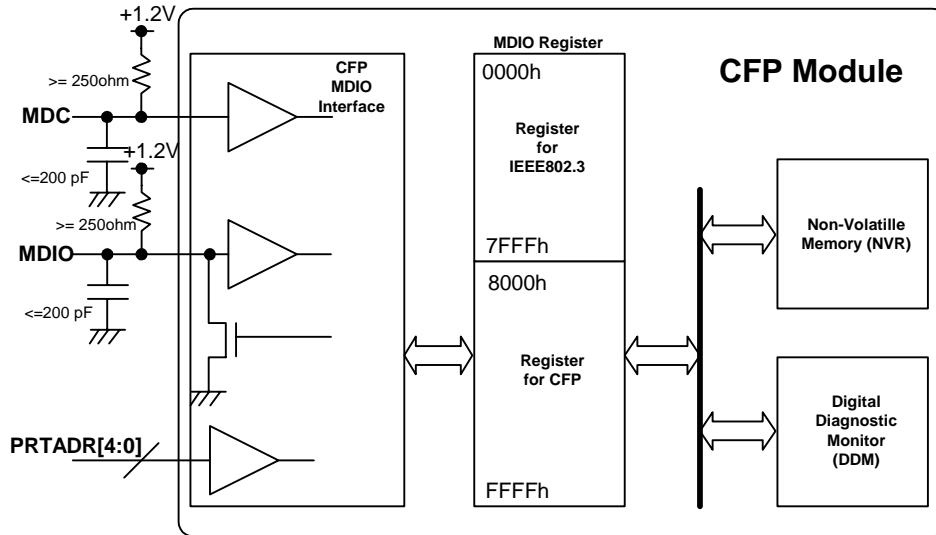 +1.2V
>= 250ohm
MDC
<=200 pF
+1.2V
>= 250ohm
MDIO
<=200 pF
PRTADR[4:0]
CFP
MDIO
Interface
MDIO Register
0000h
Register
for
IEEE802.3
7FFFh
8000h
Register
for CFP
FFFFh
CFP Module
Non-Volatille
Memory (NVR)
Digital
Diagnostic
Monitor
(DDM)